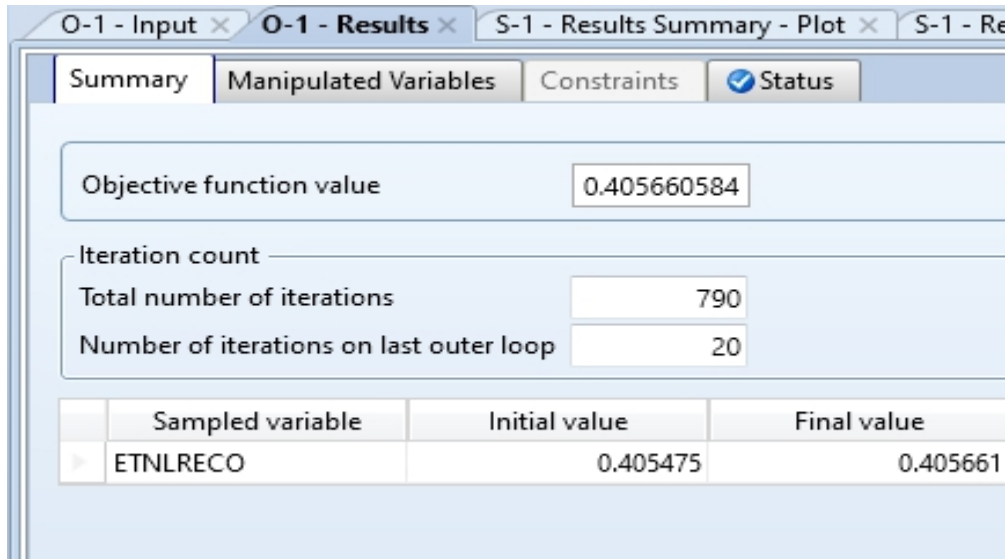 O-1 - Input × O-1 - Results × S-1 - Results Summary - Plot × S-1 - Re
Summary Manipulated Variables Constraints Status
Objective function value 0.405660584
Iteration count
Total number of iterations 790
Number of iterations on last outer loop 20
Sampled variable Initial value Final value
ETNLRECO 0.405475 0.405661